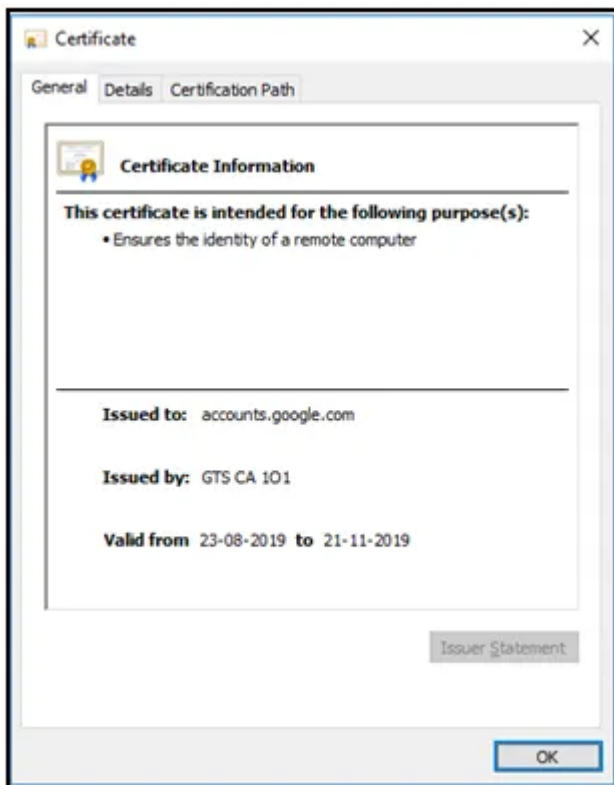 Certificate
General Details Certification Path
Certificate Information
This certificate is intended for the following purpose(s):
• Ensures the identity of a remote computer
Issued to: accounts.google.com
Issued by: GTS CA 1O1
Valid from 23-08-2019 to 21-11-2019
Issuer Statement
OK